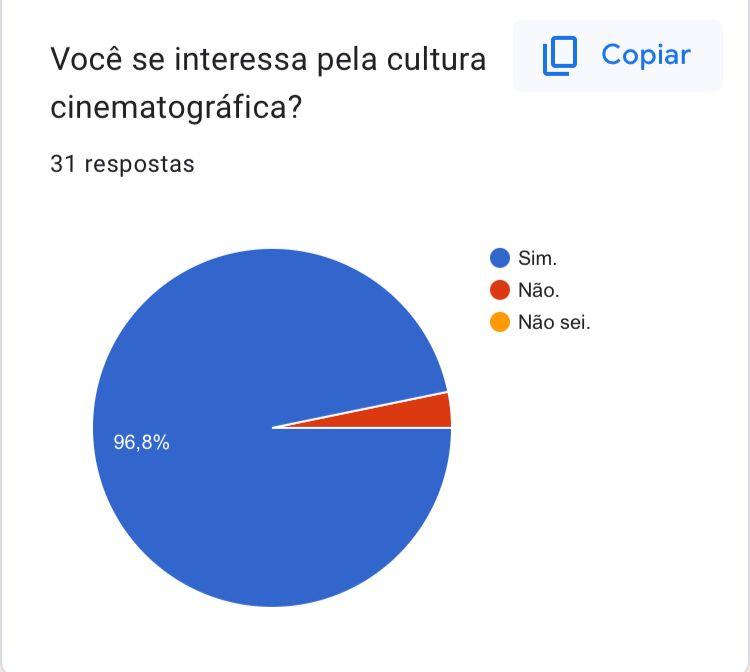 Você se interessa pela cultura
cinematográfica?
Copiar
31 respostas
Sim.
Não.
Não sei.
96,8%